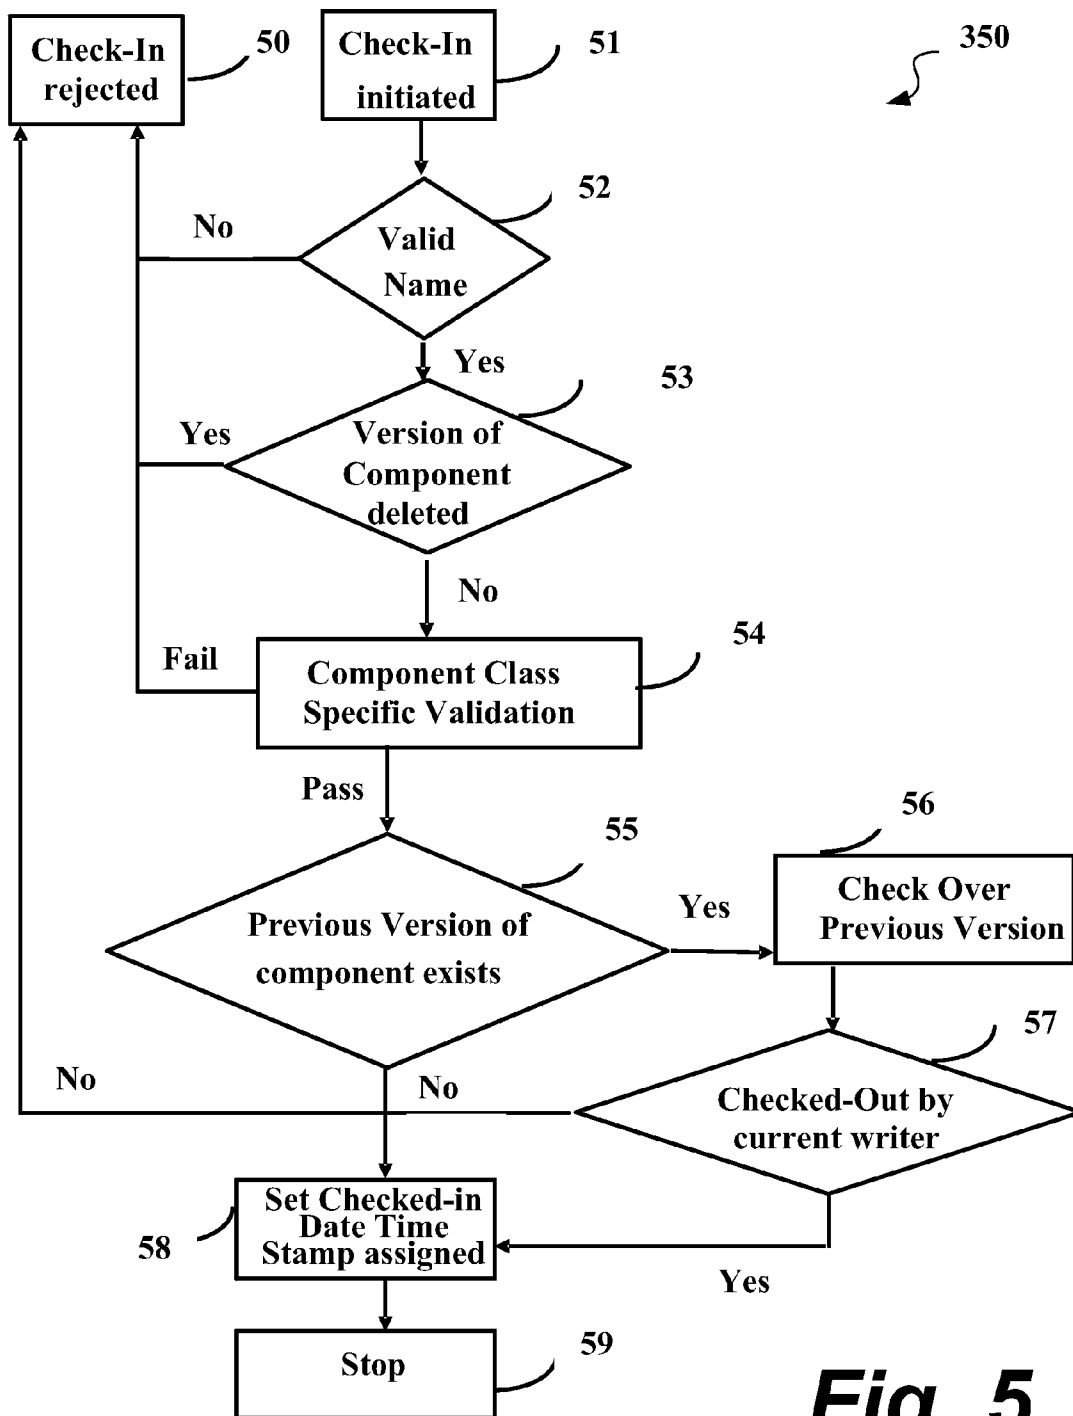 Check-In
rejected
50
Check-In
initiated
51
350
52
Valid
Name
No
Yes
53
Version of
Component
deleted
Yes
No
54
Component Class
Specific Validation
Fail
Pass
55
Previous Version of
component exists
Yes
56
Check Over
Previous Version
57
Checked-Out by
current writer
No
No
Set Checked-in
Date Time
Stamp assigned
58
Yes
Stop
59
Fig. 5